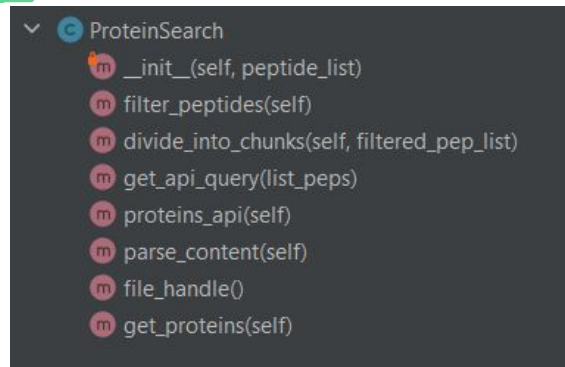 C ProteinSearch
m __init__(self, peptide_list)
m filter_peptides(self)
m divide_into_chunks(self, filtered_pep_list)
m get_api_query(list_peps)
m proteins_api(self)
m parse_content(self)
m file_handle()
m get_proteins(self)